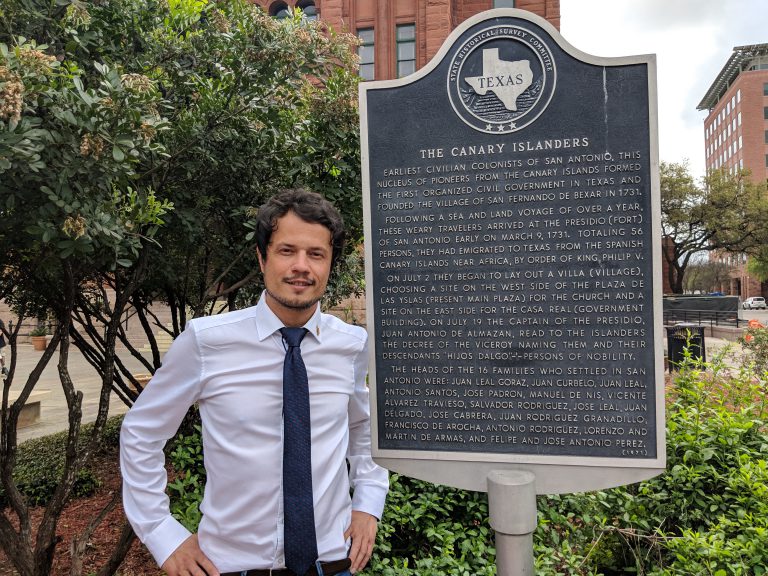 STATE HISTORICAL SURVEY COMMITTEE
TEXAS
THE CANARY ISLANDERS
EARLIEST CIVILIAN COLONISTS OF SAN ANTONIO, THIS
NUCLEUS OF PIONEERS FROM THE CANARY ISLANDS FORMED
THE FIRST ORGANIZED CIVIL GOVERNMENT IN TEXAS AND
FOUNDED THE VILLAGE OF SAN FERNANDO DE BEXAR IN 1731.
FOLLOWING A SEA AND LAND VOYAGE OF OVER A YEAR,
THESE WEARY TRAVELERS ARRIVED AT THE PRESIDIO (FORT)
OF SAN ANTONIO EARLY ON MARCH 9, 1731. TOTALING 56
PERSONS, THEY HAD EMIGRATED TO TEXAS FROM THE SPANISH
CANARY ISLANDS NEAR AFRICA, BY ORDER OF KING PHILIP V.
ON JULY 2 THEY BEGAN TO LAY OUT A VILLA (VILLAGE),
CHOOSING A SITE ON THE WEST SIDE OF THE PLAZA DE
LAS YSLAS (PRESENT MAIN PLAZA) FOR THE CHURCH AND A
SITE ON THE EAST SIDE FOR THE CASA REAL (GOVERNMENT
BUILDING). ON JULY 19 THE CAPTAIN OF THE PRESIDIO,
JUAN ANTONIO DE ALMAZAN, READ TO THE ISLANDERS
THE DECREE OF THE VICEROY NAMING THEM AND THEIR
DESCENDANTS "HIJOS DALGO"--PERSONS OF NOBILITY.
THE HEADS OF THE 16 FAMILIES WHO SETTLED IN SAN
ANTONIO WERE: JUAN LEAL GORAZ, JUAN CURBELO, JUAN LEAL,
ANTONIO SANTOS, JOSE PADRON, MANUEL DE NIS, VICENTE
ALVAREZ TRAVIESO, SALVADOR RODRIGUEZ, JOSE LEAL, JUAN
DELGADO, JOSE CABRERA, JUAN RODRIGUEZ GRANADILLO,
FRANCISCO DE AROCHA, ANTONIO RODRIGUEZ, LORENZO AND
MARTIN DE ARMAS, AND FELIPE AND JOSE ANTONIO PEREZ.
(1971)